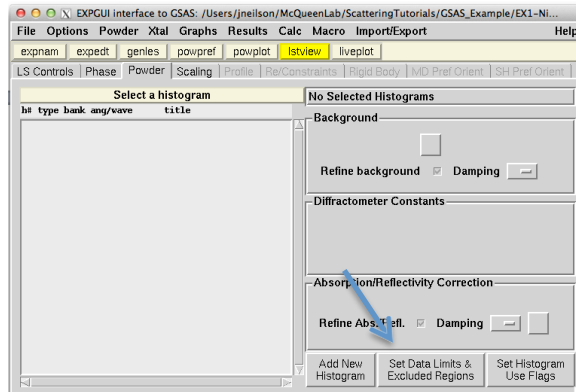 EXPGUI interface to GSAS: /Users/jneilson/McQueenLab/ScatteringTutorials/GSAS_Example/EX1-Ni...
File Options Powder Xtal Graphs Results Calc Macro Import/Export Help
expnam expedt genles powpref powplot lstview liveplot
LS Controls Phase Powder Scaling Profile Re/Constraints Rigid Body MD Pref Orient SH Pref Orient
Select a histogram
h# type bank ang/wave title
No Selected Histograms
Background
Refine background Damping
Diffractometer Constants
Absorption/Reflectivity Correction
Refine Abs./Refl. Damping
Add New
Histogram
Set Data Limits &
Excluded Regions
Set Histogram
Use Flags